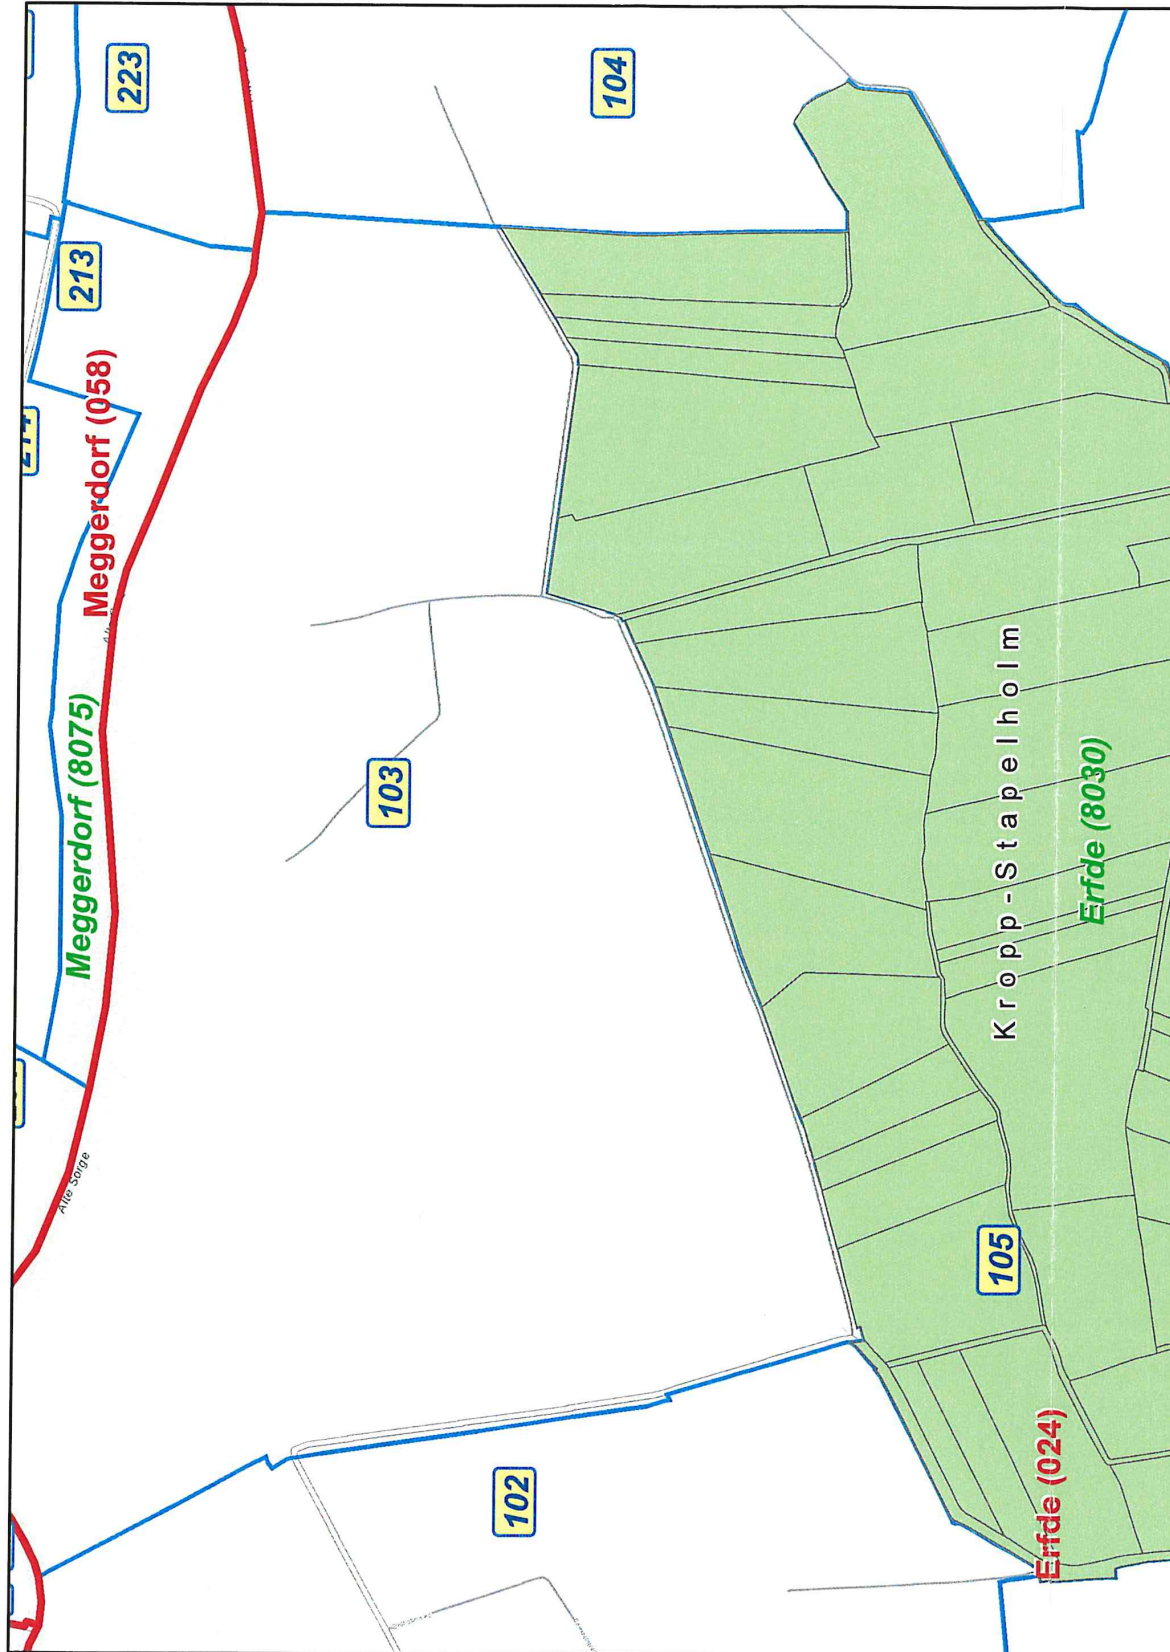 223
104
213
Meggerdorf (058)
Meggerdorf (8075)
103
Kropp-Stapelholm
Erfde (8030)
Alte Sorge
105
102
Erfde (024)